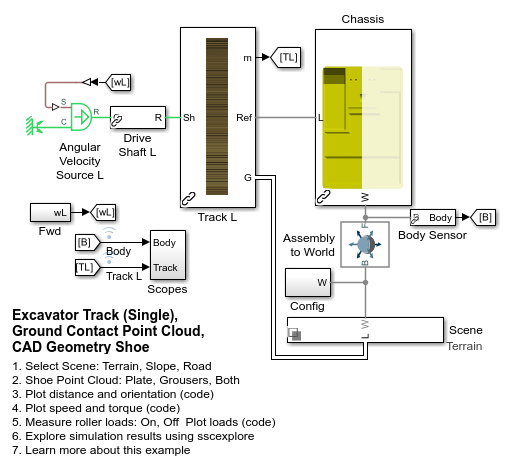 Chassis
[wL]
m
[TL]
S
R
C
R
Sh
Ref
L
Angular
Velocity
Source L
Drive
Shaft L
G
W
Track L
wL
[wL]
Fwd
F
Body
[B]
Body Sensor
[B]
Body
Body
[TL]
Track L
Track
Scopes
Assembly
to World
B
W
Config
W
L
Scene
Terrain
Excavator Track (Single),
Ground Contact Point Cloud,
CAD Geometry Shoe
1. Select Scene: Terrain, Slope, Road
2. Shoe Point Cloud: Plate, Grousers, Both
3. Plot distance and orientation (code)
4. Plot speed and torque (code)
5. Measure roller loads: On, Off Plot loads (code)
6. Explore simulation results using sscexplore
7. Learn more about this example